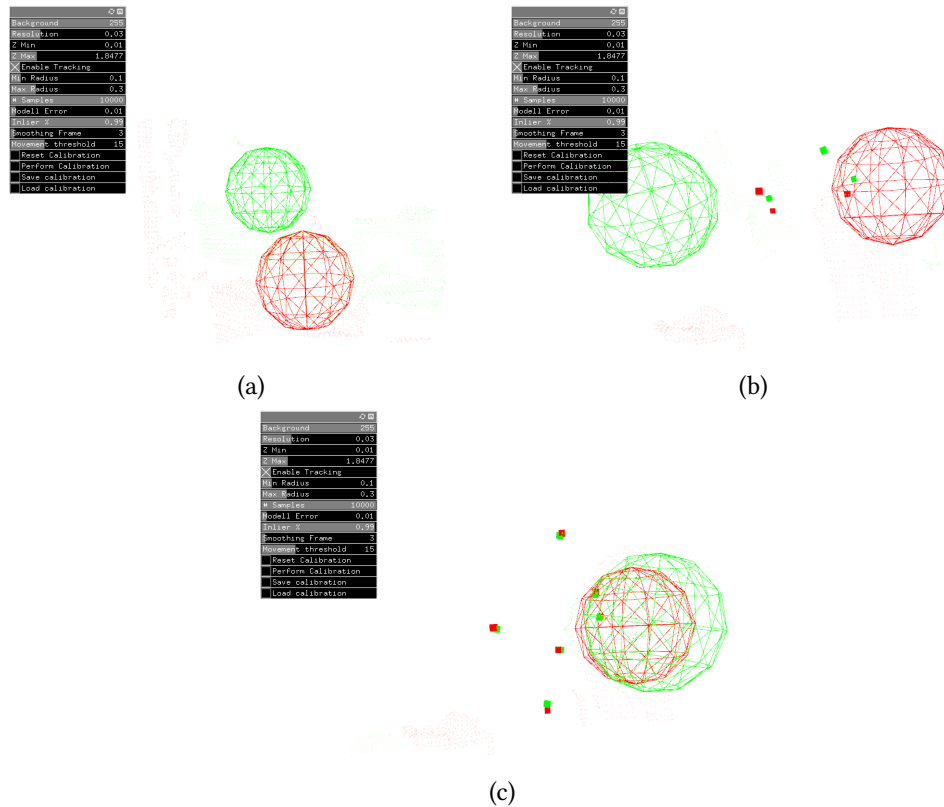 Background 255
Resolution 0.03
Z Min 0.01
Z Max 1.8477
Enable Tracking
Min Radius 0.1
Max Radius 0.3
# Samples 10000
Modell Error 0.01
Inlier % 0.99
Smoothing Frame 3
Movement threshold 15
Reset Calibration
Perform Calibration
Save calibration
Load calibration
(a)
Background 255
Resolution 0.03
Z Min 0.01
Z Max 1.8477
Enable Tracking
Min Radius 0.1
Max Radius 0.3
# Samples 10000
Modell Error 0.01
Inlier % 0.99
Smoothing Frame 3
Movement threshold 15
Reset Calibration
Perform Calibration
Save calibration
Load calibration
(b)
Background 255
Resolution 0.03
Z Min 0.01
Z Max 1.8477
Enable Tracking
Min Radius 0.1
Max Radius 0.3
# Samples 10000
Modell Error 0.01
Inlier % 0.99
Smoothing Frame 3
Movement threshold 15
Reset Calibration
Perform Calibration
Save calibration
Load calibration
(c)